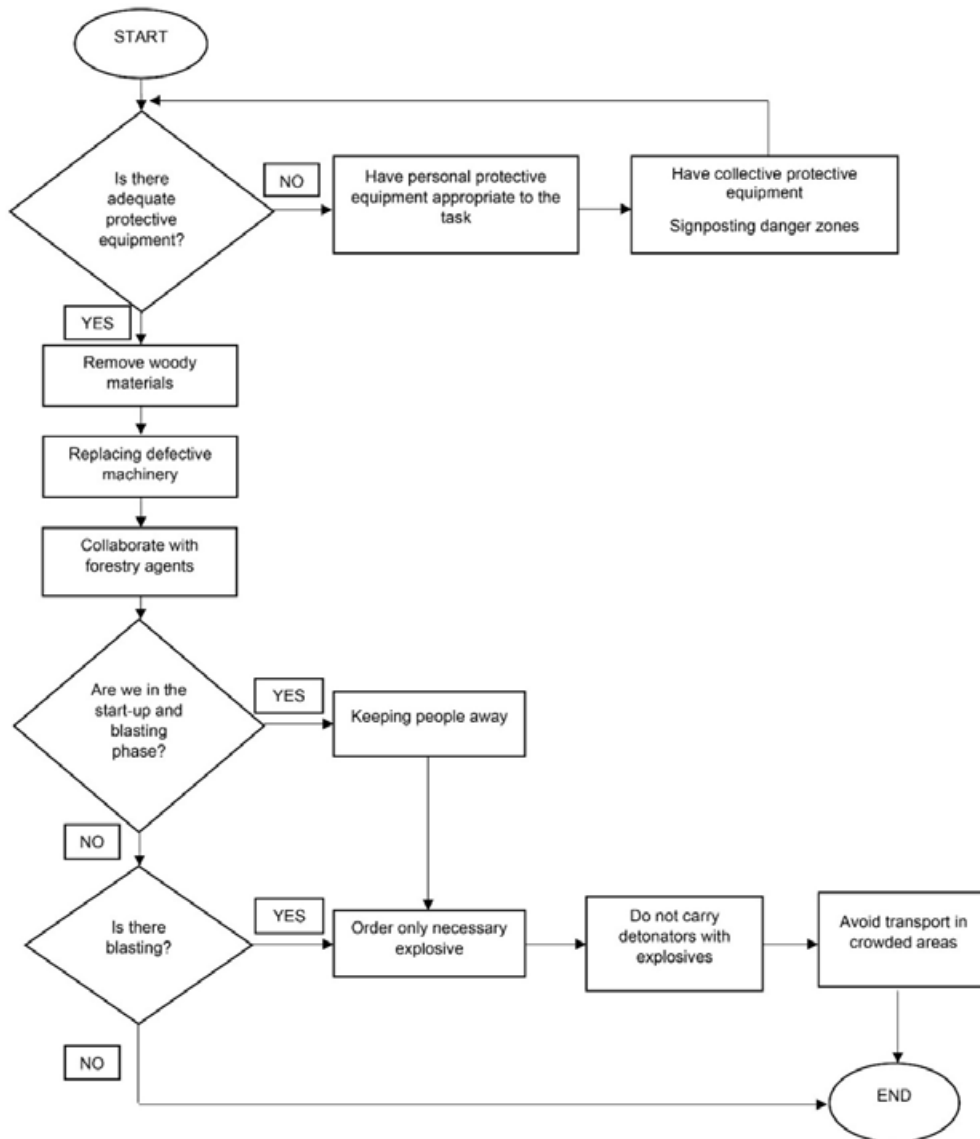 START
Is there
adequate
protective
equipment?
NO
Have personal protective
equipment appropriate to the
task
Have collective protective
equipment
Signposting danger zones
YES
Remove woody
materials
Replacing defective
machinery
Collaborate with
forestry agents
Are we in the
start-up and
blasting
phase?
YES
Keeping people away
NO
Is there
blasting?
YES
Order only necessary
explosive
Do not carry
detonators with
explosives
Avoid transport in
crowded areas
NO
END